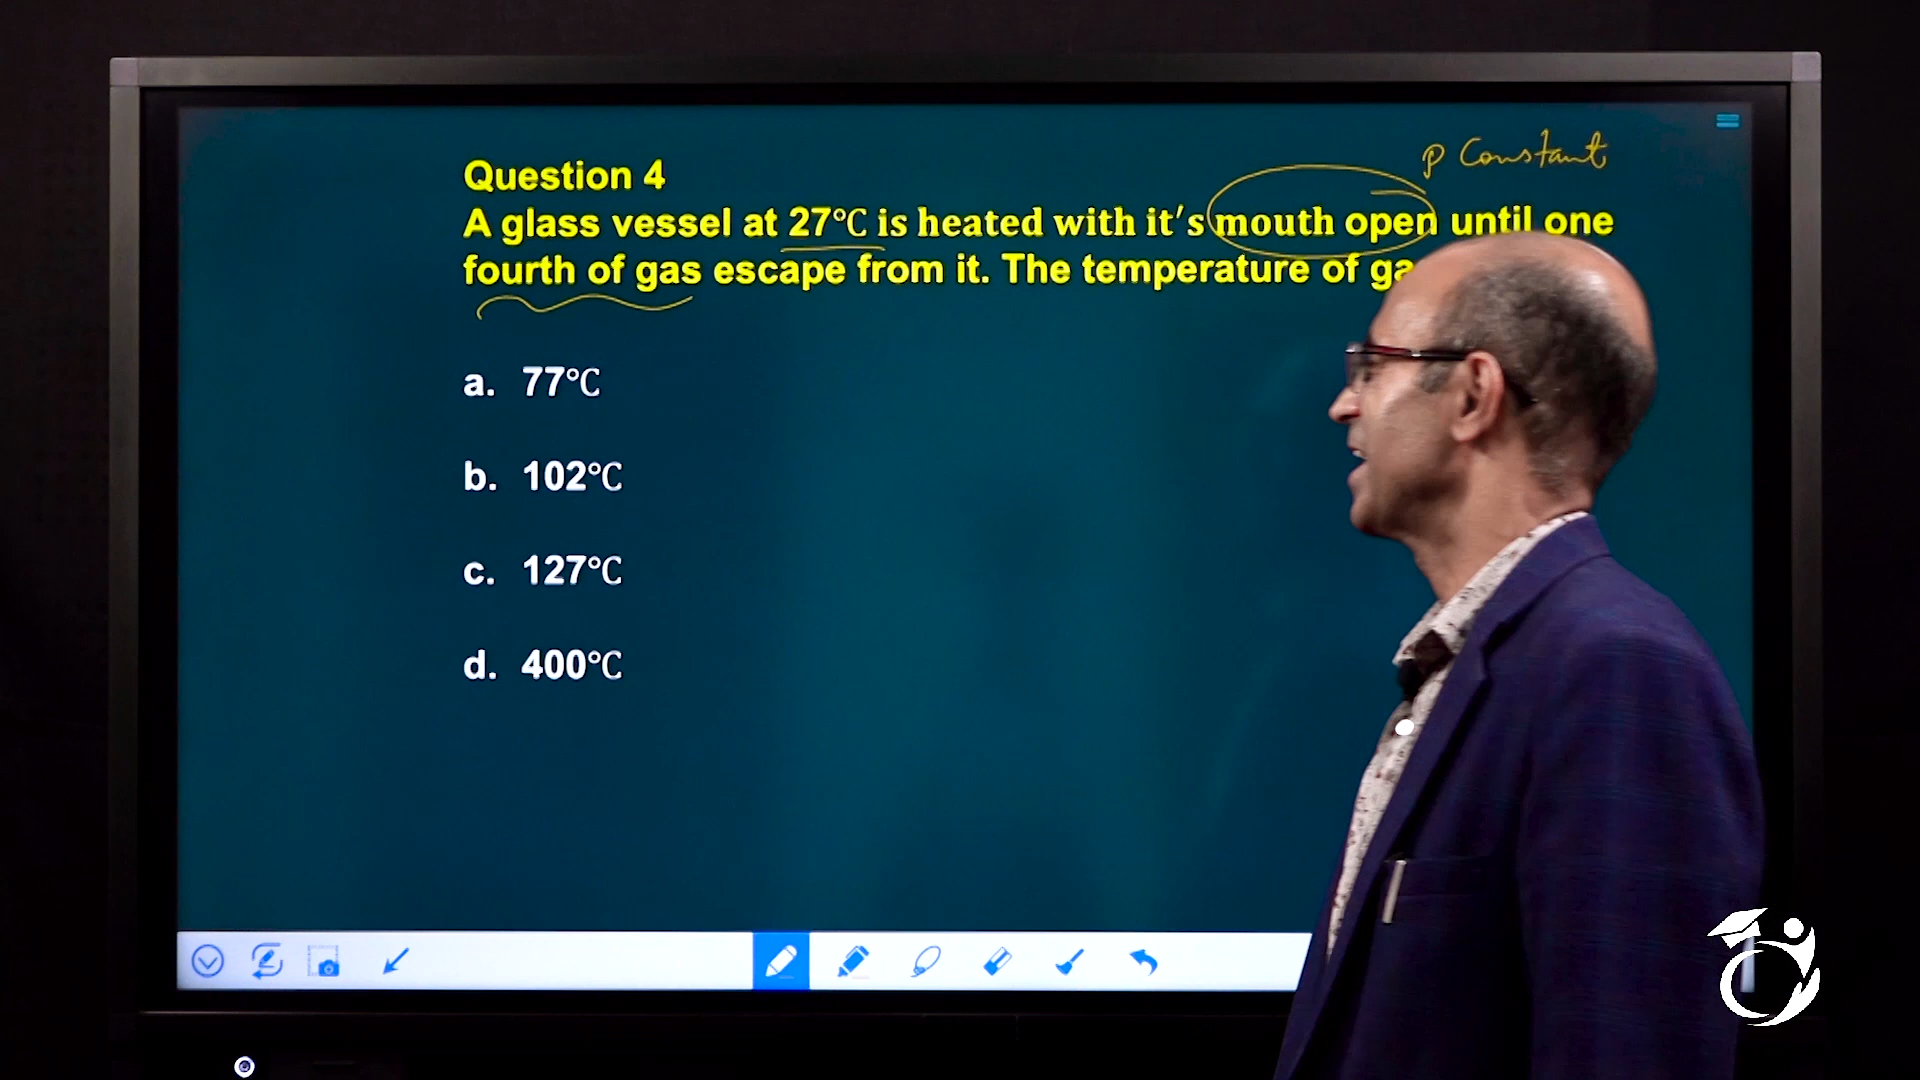 P Constant
Question 4
A glass vessel at 27°C is heated with it's mouth open until one
fourth of gas escape from it. The temperature of
a. 77°C
b. 102°C
c. 127°C
d. 400°C